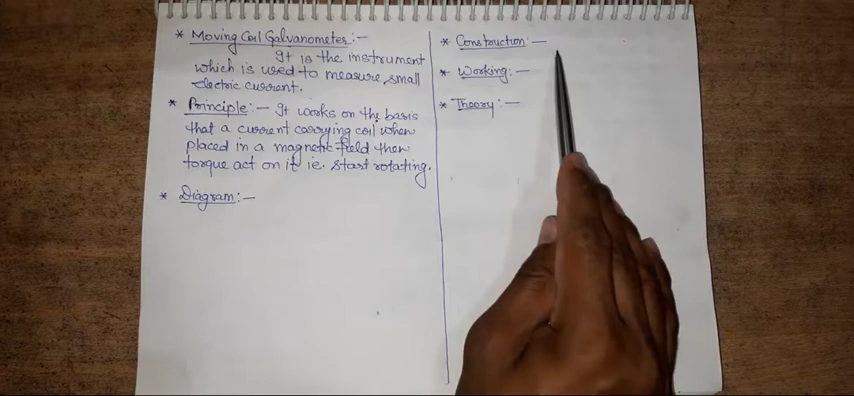 * Moving Coil Galvanometer:-
It is the instrument
which is used to measure small
electric current.
* Principle:- It works on the basis
that a current carrying coil when
placed in a magnetic field then
torque act on it ie. start rotating.
* Diagram:-
* Construction:-
* Working:-
* Theory:-